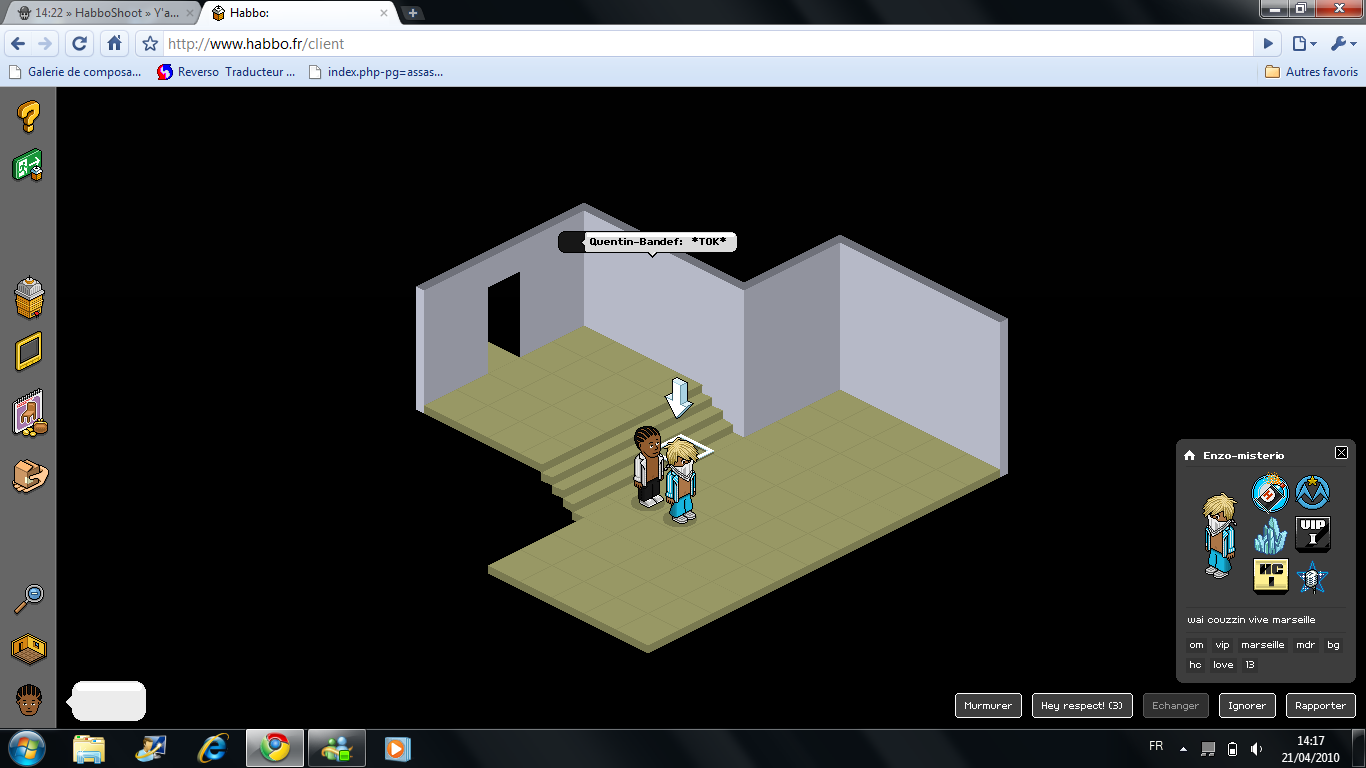 14:22 » HabboShoot » Y'a...
Habbo:
http://www.habbo.fr/client
Galerie de composa...
Reverso Traducteur ...
index.php-pg=assas...
Autres favoris
Quentin-Bandef: *TOK*
Enzo-misterio
H
VIP
I
HC
I
wai couzzin vive marseille
om vip marseille mdr bg
hc love 13
Murmurer
Hey respect! (3)
Echanger
Ignorer
Rapporter
FR
14:17
21/04/2010